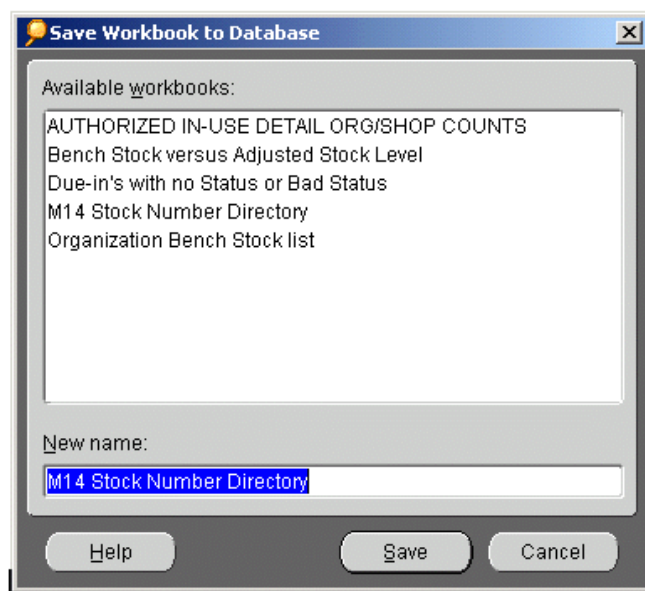 Save Workbook to Database
Available workbooks:
AUTHORIZED IN-USE DETAIL ORG/SHOP COUNTS
Bench Stock versus Adjusted Stock Level
Due-in's with no Status or Bad Status
M14 Stock Number Directory
Organization Bench Stock list
New name:
M14 Stock Number Directory
Help Save Cancel